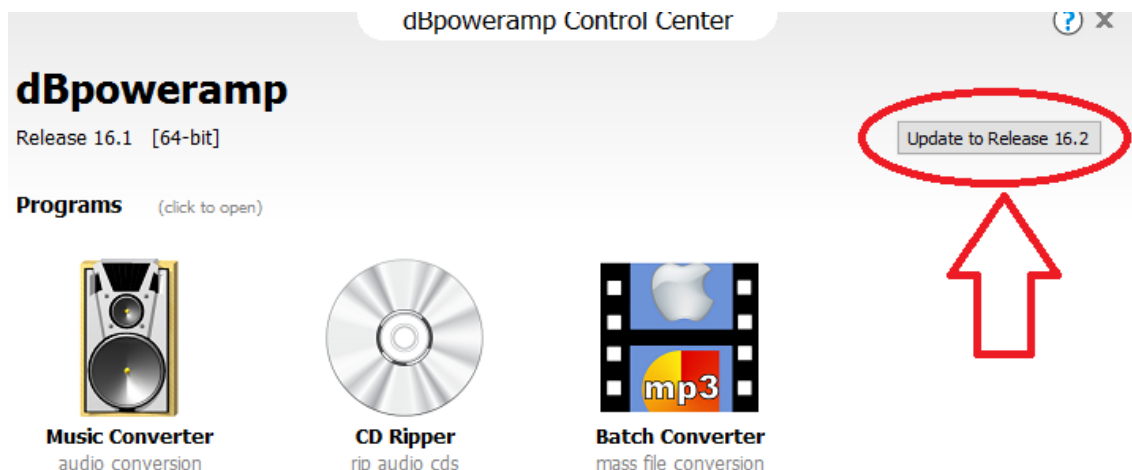 dBpoweramp Control Center
?
dBpoweramp
Release 16.1 [64-bit]
Update to Release 16.2
Programs (click to open)
mp3
Music Converter
audio conversion
CD Ripper
rip audio cds
Batch Converter
mass file conversion